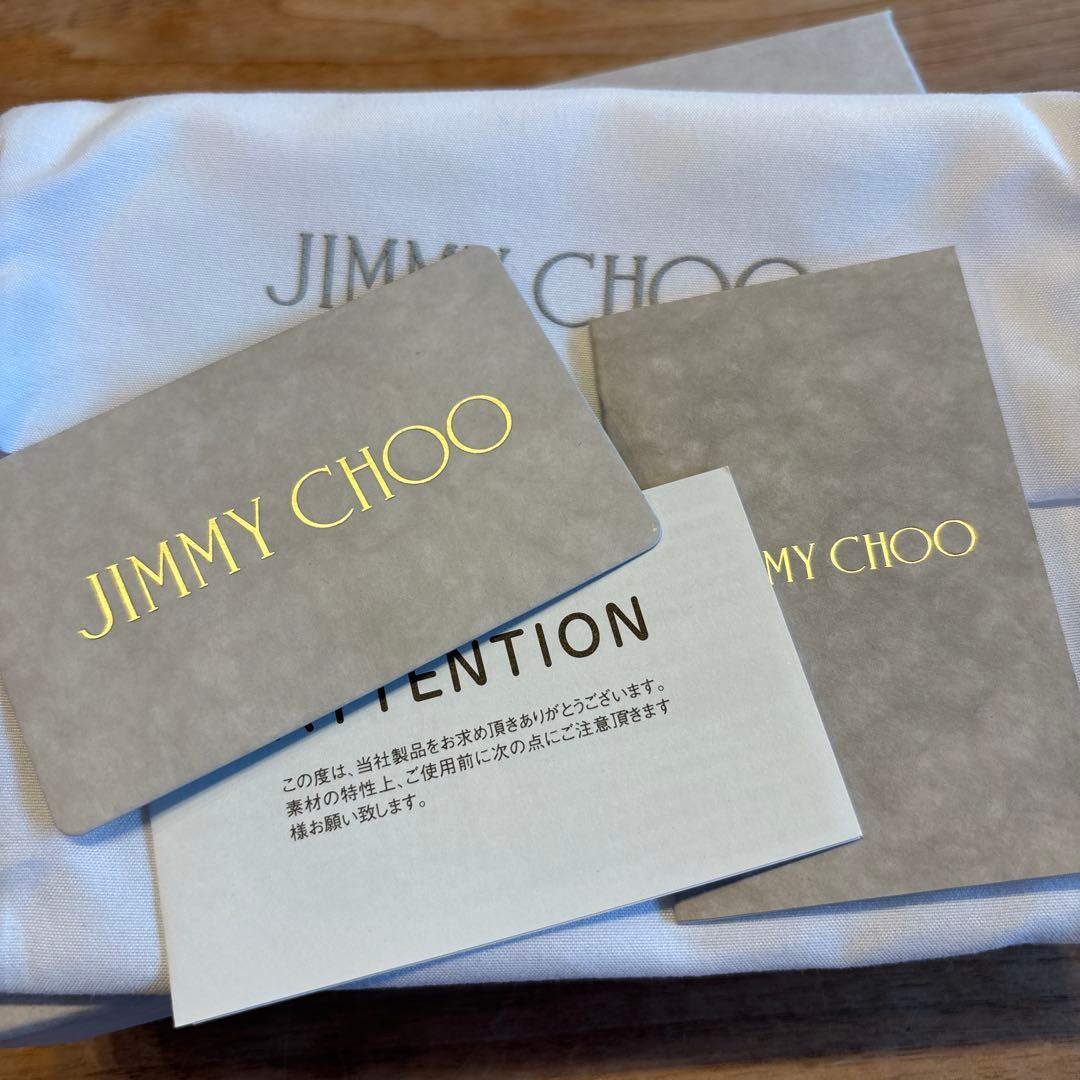 JIMMY CHOO
JIMMY CHOO
MY CHOO
ATTENTION
この度は、当社製品をお求め頂きありがとうございます。
素材の特性上、ご使用前に次の点にご注意頂きます
様お願い致します。